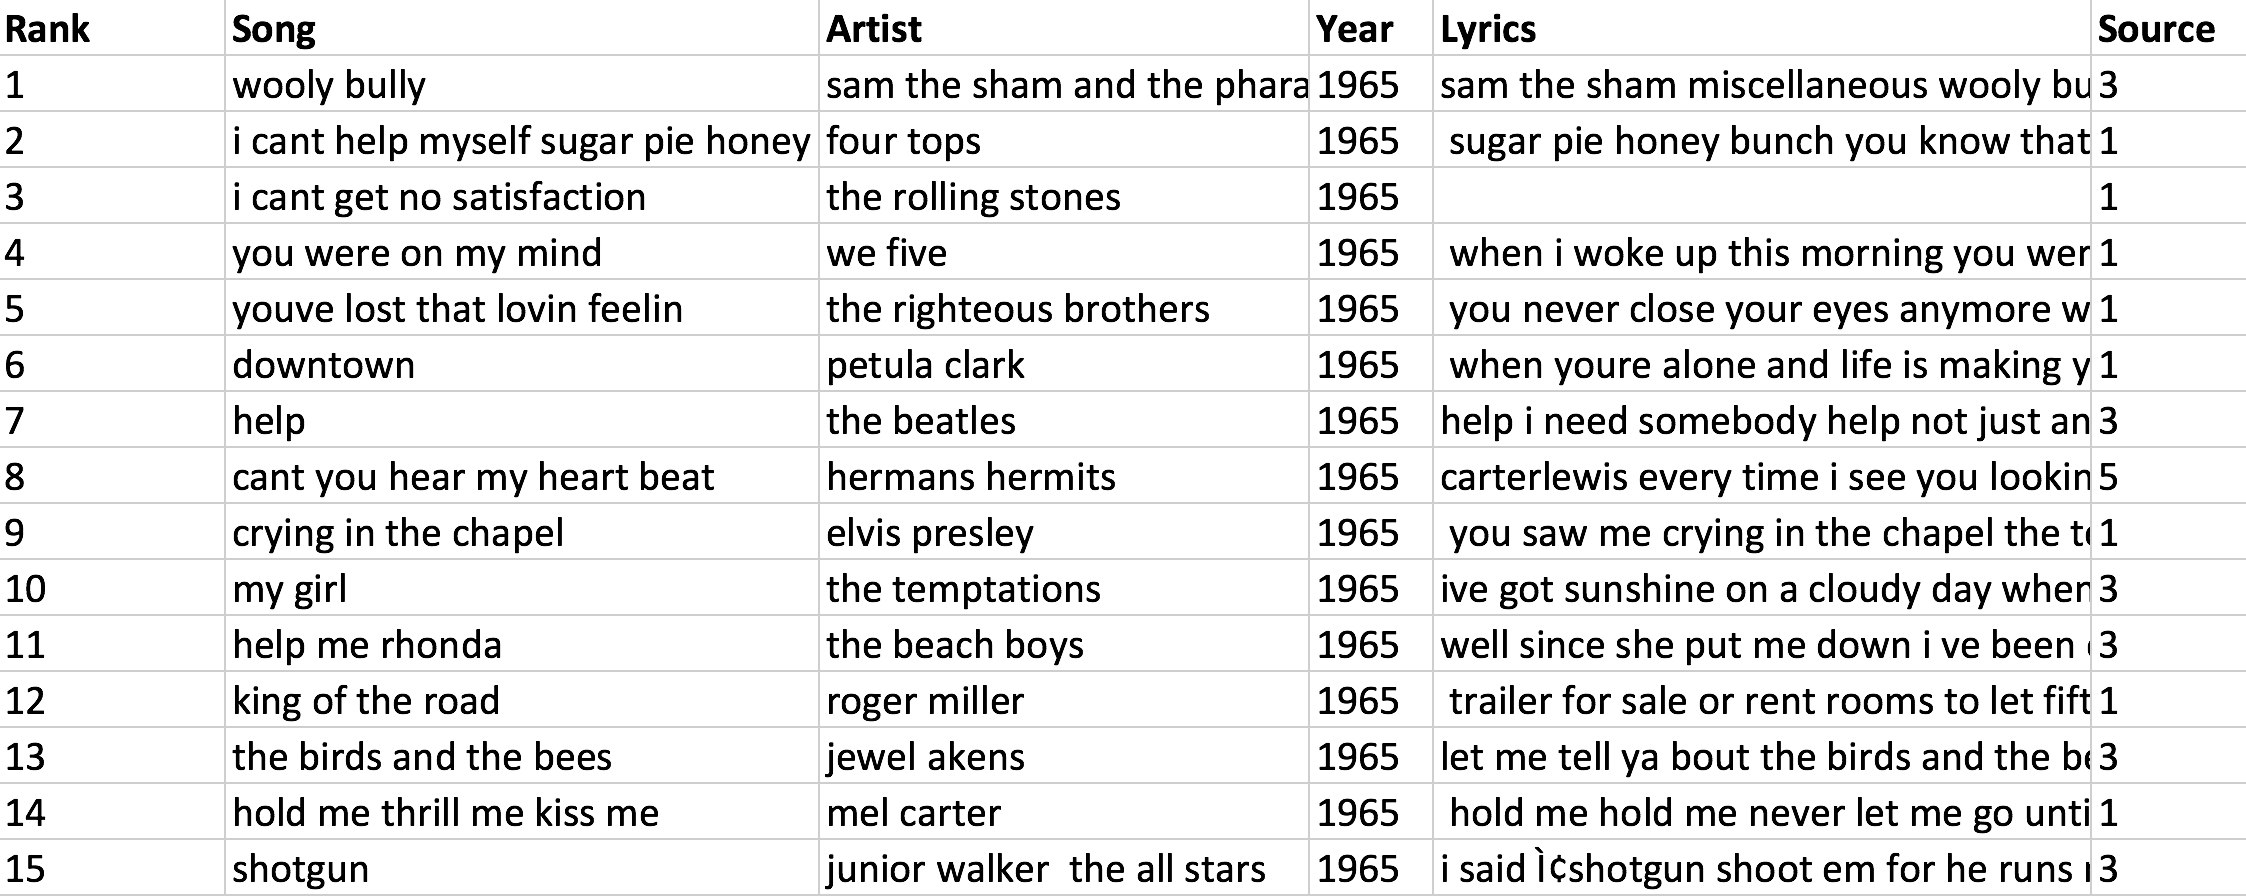 Rank Song Artist Year Lyrics Source
1 wooly bully sam the sham and the phara 1965 sam the sham miscellaneous wooly bu 3
2 i cant help myself sugar pie honey four tops 1965 sugar pie honey bunch you know that 1
3 i cant get no satisfaction the rolling stones 1965 1
4 you were on my mind we five 1965 when i woke up this morning you wer 1
5 youve lost that lovin feelin the righteous brothers 1965 you never close your eyes anymore w 1
6 downtown petula clark 1965 when youre alone and life is making y 1
7 help the beatles 1965 help i need somebody help not just an 3
8 cant you hear my heart beat hermans hermits 1965 carterlewis every time i see you lookin 5
9 crying in the chapel elvis presley 1965 you saw me crying in the chapel the t 1
10 my girl the temptations 1965 ive got sunshine on a cloudy day when 3
11 help me rhonda the beach boys 1965 well since she put me down i ve been 3
12 king of the road roger miller 1965 trailer for sale or rent rooms to let fift 1
13 the birds and the bees jewel akens 1965 let me tell ya bout the birds and the be 3
14 hold me thrill me kiss me mel carter 1965 hold me hold me never let me go unti 1
15 shotgun junior walker the all stars 1965 i said Ì¢shotgun shoot em for he runs 3